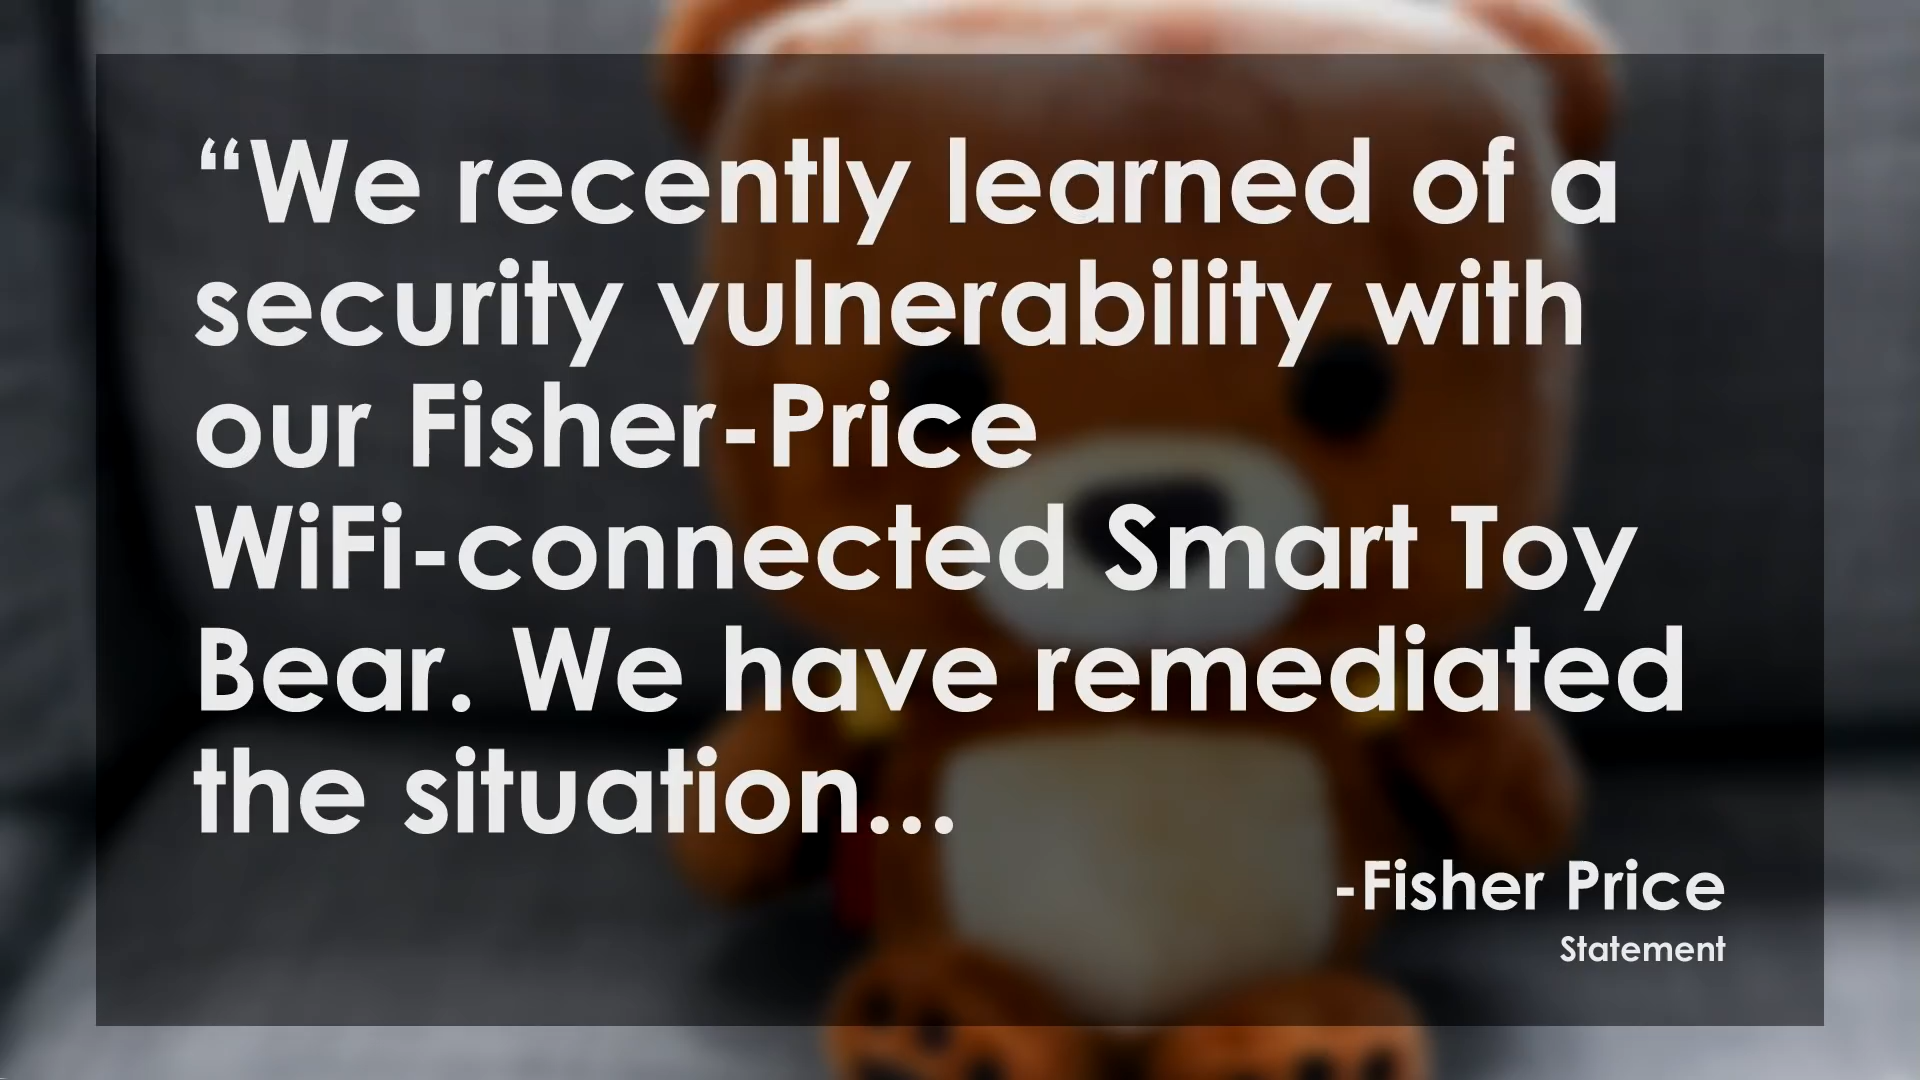 “We recently learned of a
security vulnerability with
our Fisher-Price
WiFi-connected Smart Toy
Bear. We have remediated
the situation...
-Fisher Price
Statement